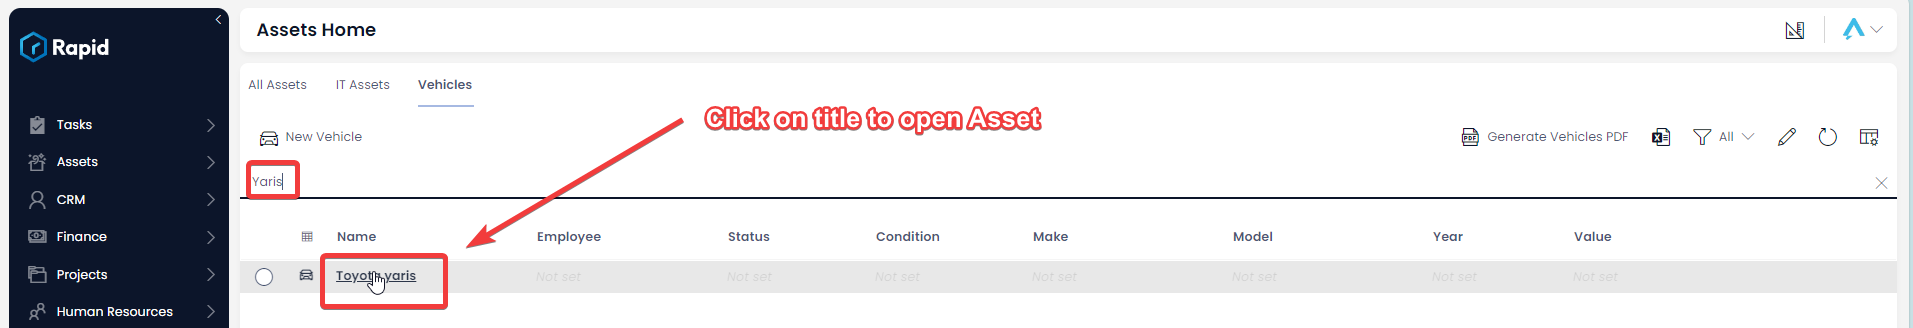 Rapid
Tasks
Assets
CRM
Finance
Projects
Human Resources
Assets Home
All Assets IT Assets Vehicles
Click on title to open Asset
New Vehicle PDF Generate Vehicles PDF X All
Yaris
Name Employee Status Condition Make Model Year Value
Toyota yaris Not set Not set Not set Not set Not set Not set Not set